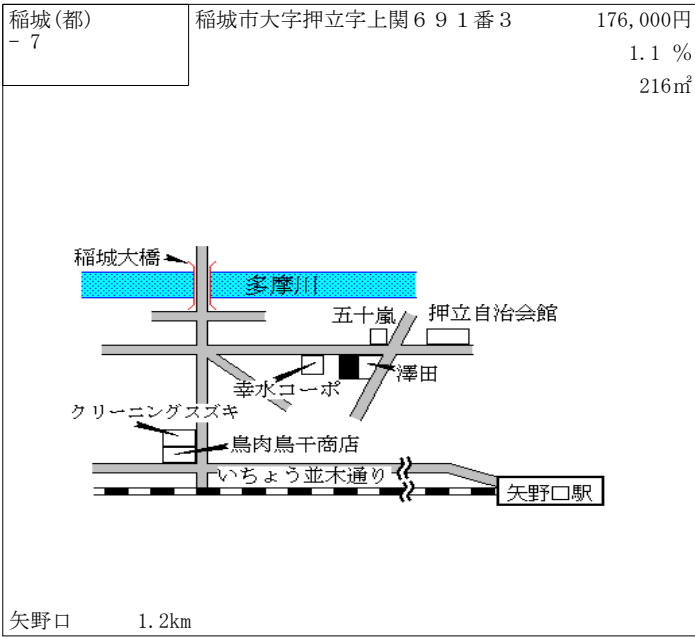 稲城(都)
－7
稲城市大字押立字上関６９１番３
176,000円
1.1 %
216㎡
稲城大橋
多摩川
五十嵐
押立自治会館
幸水コーポ
澤田
クリーニングスズキ
鳥肉鳥干商店
いちょう並木通り
矢野口駅
矢野口 1.2km